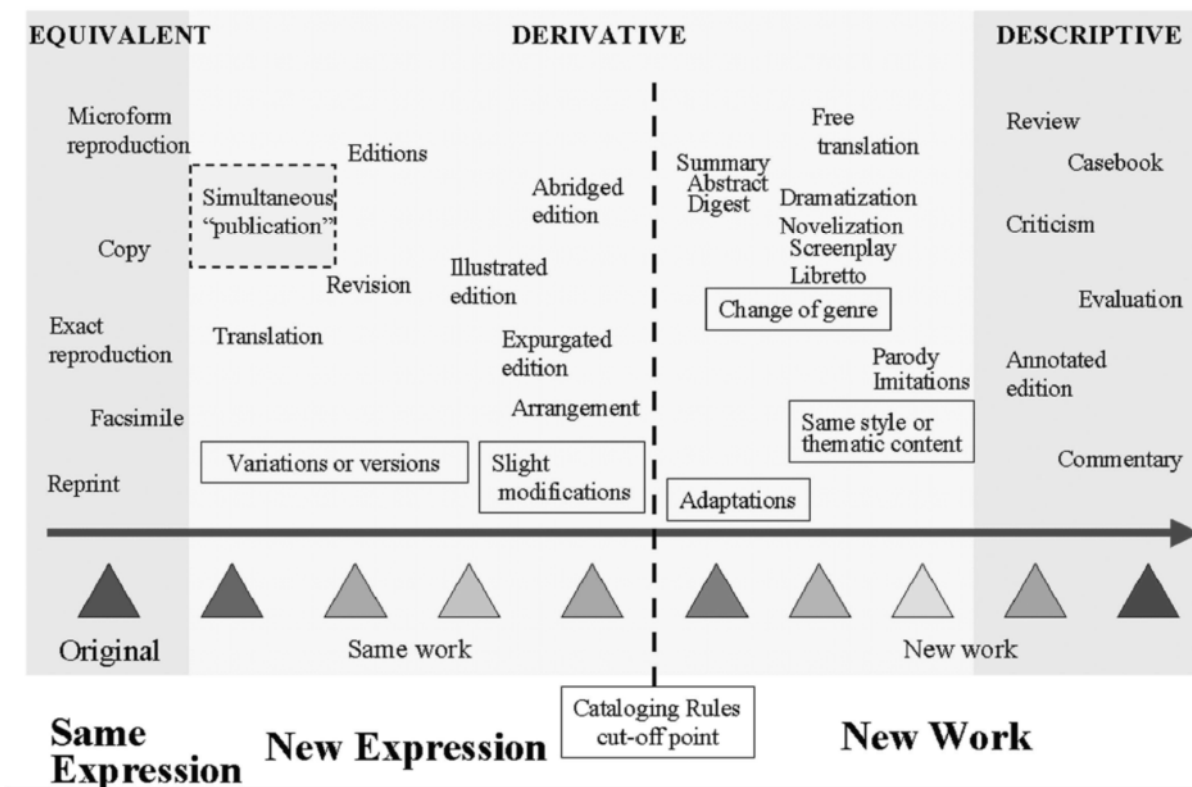 EQUIVALENT
DERIVATIVE
DESCRIPTIVE
Microform
reproduction
Copy
Exact
reproduction
Facsimile
Reprint
Simultaneous
“publication”
Editions
Revision
Translation
Variations or versions
Abridged
edition
Illustrated
edition
Expurgated
edition
Arrangement
Slight
modifications
Summary
Abstract
Digest
Free
translation
Dramatization
Novelization
Screenplay
Libretto
Change of genre
Parody
Imitations
Same style or
thematic content
Adaptations
Review
Casebook
Criticism
Evaluation
Annotated
edition
Commentary
Original
Same work
New work
Same
Expression
New Expression
Cataloging Rules
cut-off point
New Work